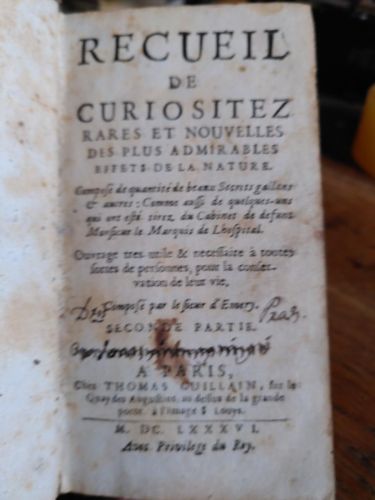 RECUEIL
DE
CURIOSITEZ
RARES ET NOUVELLES
DES PLUS ADMIRABLES
EFFETS DE LA NATURE.
Composé de quantité de beaux Secrets gallans
& autres : Comme aussi de quelques-uns
qui ont esté tirez du Cabinet de defunt
Monsieur le Marquis de Lhospital.
Ouvrage tres-utile & necessaire à toutes
sortes de personnes, pour la conser-
vation de leur vie.
Composé par le sieur d'Emery.
SECONDE PARTIE.
A PARIS,
Chez THOMAS GUILLAIN, sur le
Quay des Augustins, au dessus de la grande
porte, à l'Image S. Louys.
M. DC. LXXXVI.
Avec Privilege du Roy.